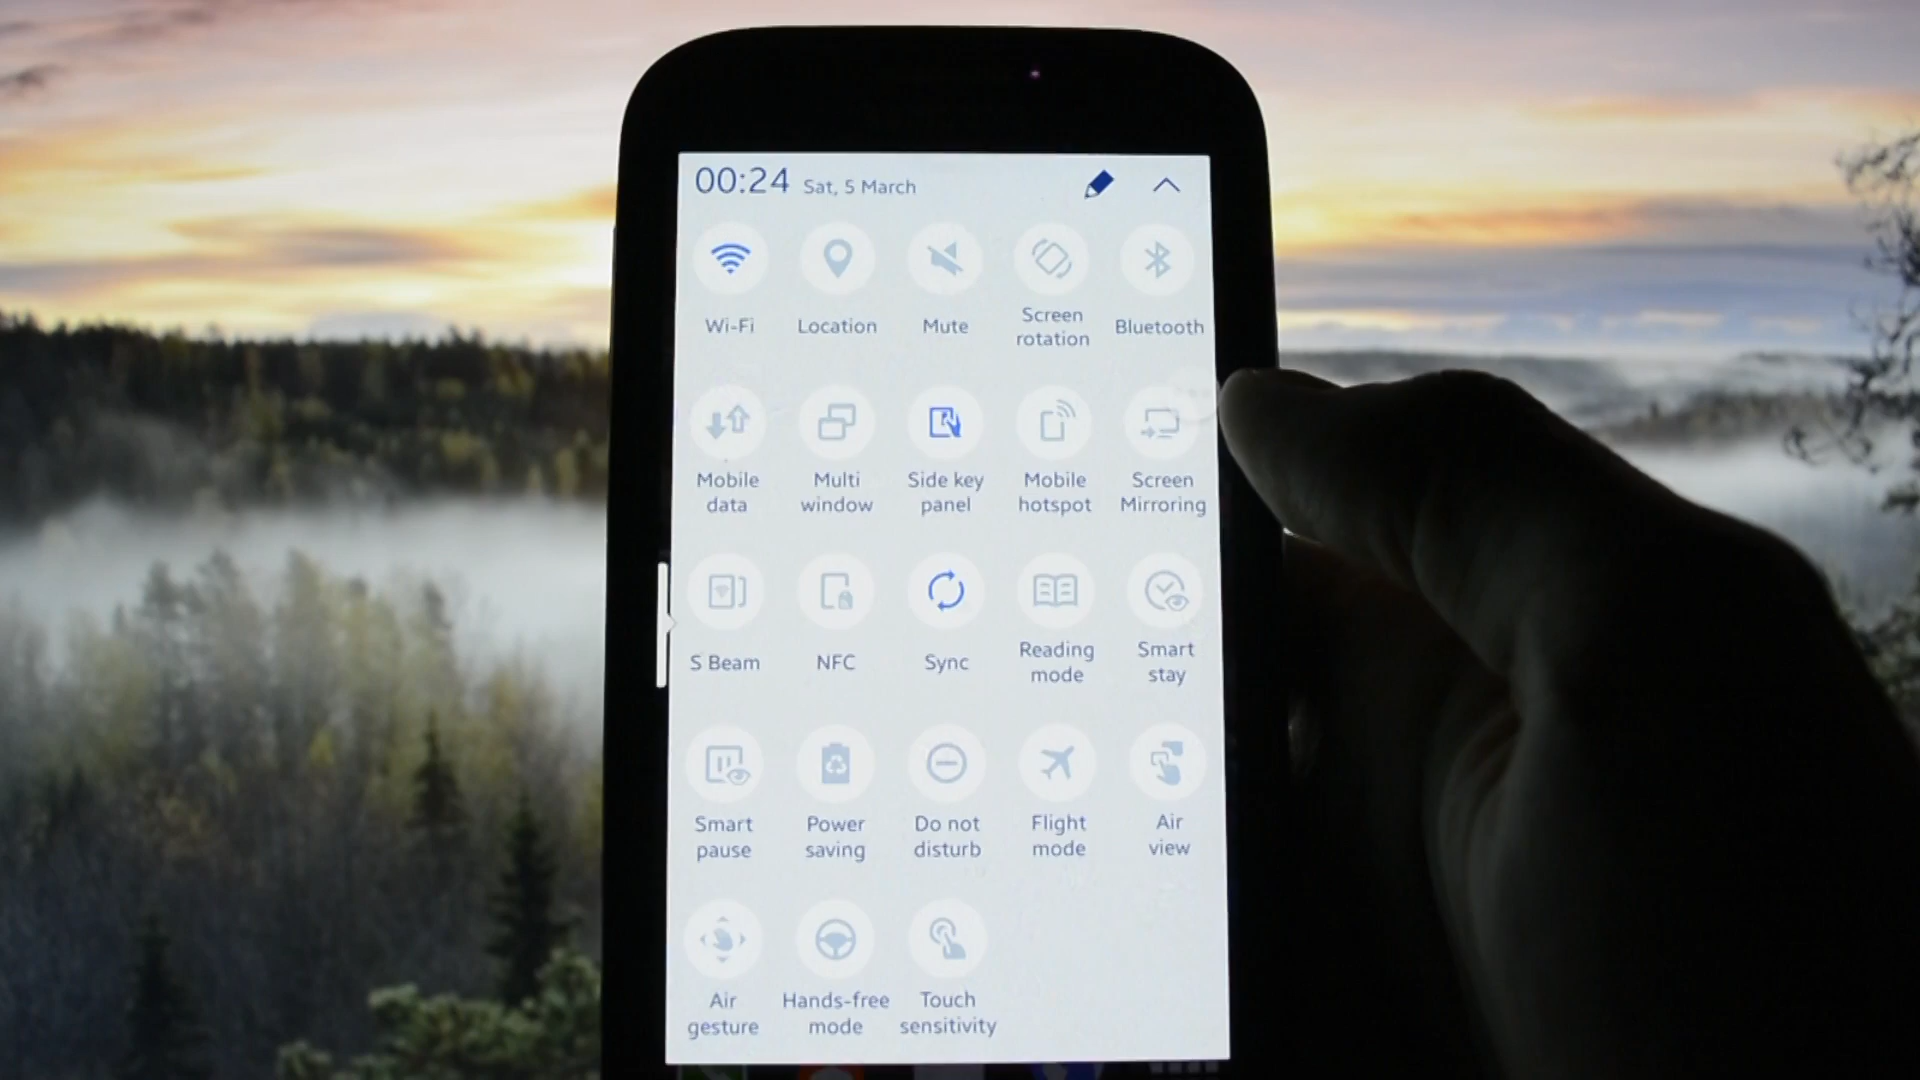 00:24 Sat, 5 March
Wi-Fi Location Mute Screen rotation Bluetooth
Mobile data Multi window Side key panel Mobile hotspot Screen Mirroring
S Beam NFC Sync Reading mode Smart stay
Smart pause Power saving Do not disturb Flight mode Air view
Air gesture Hands-free mode Touch sensitivity